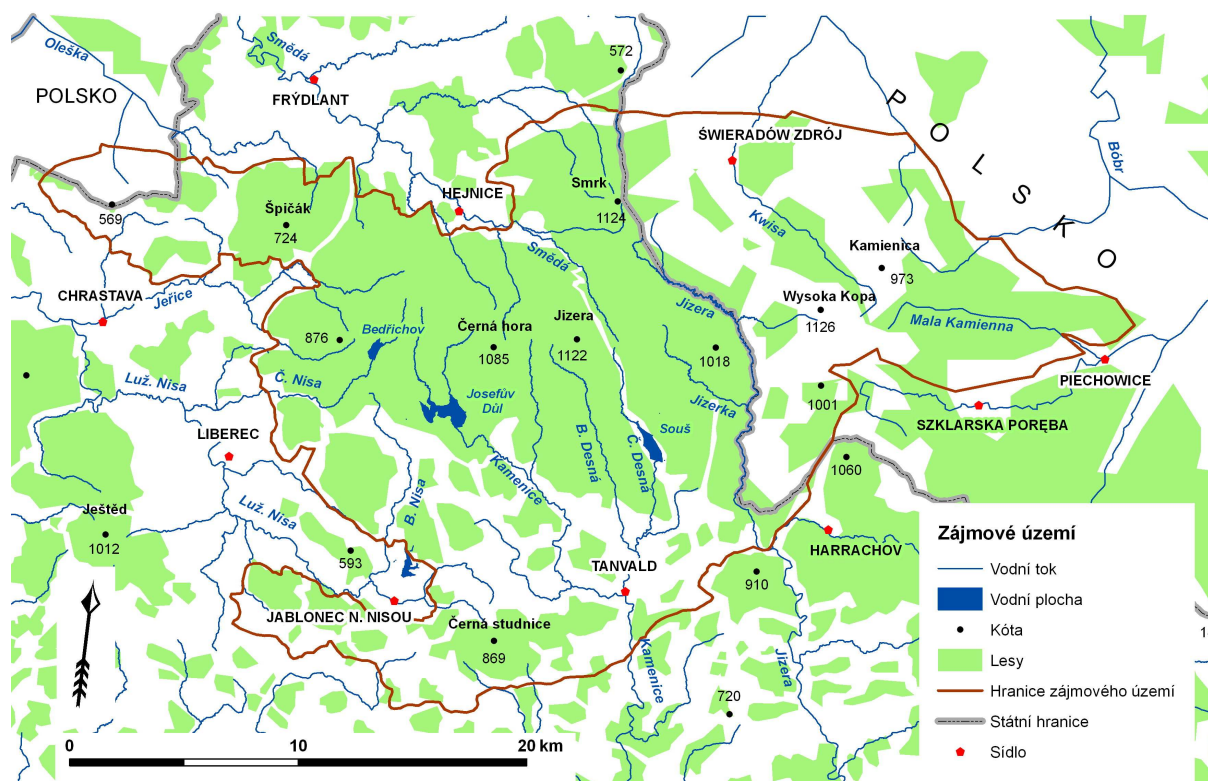 Oleška
Smědá
572
POLSKO
FRÝDLANT
P O L S K O
ŚWIERADÓW ZDRÓJ
Bóbr
HEJNICE
Smrk
1124
569
Špičák
724
Kwisa
Kamienica
973
Smědá
CHRASTAVA
Jeřice
Jizera
Wysoka Kopa
1126
Mala Kamienna
876
Bedřichov
Černá hora
1085
Jizera
1122
1018
PIECHOWICE
Luž. Nisa
Č. Nisa
Josefův
Důl
Jizerka
1001
SZKLARSKA PORĘBA
LIBEREC
Souš
B. Desná
Č. Desná
Kamenice
1060
B. Nisa
Luž. Nisa
Ještěd
1012
593
HARRACHOV
TANVALD
910
JABLONEC N. NISOU
Černá studnice
869
Kamenice
Jizera
720
0 10 20 km
Zájmové území
Vodní tok
Vodní plocha
Kóta
Lesy
Hranice zájmového území
Státní hranice
Sídlo